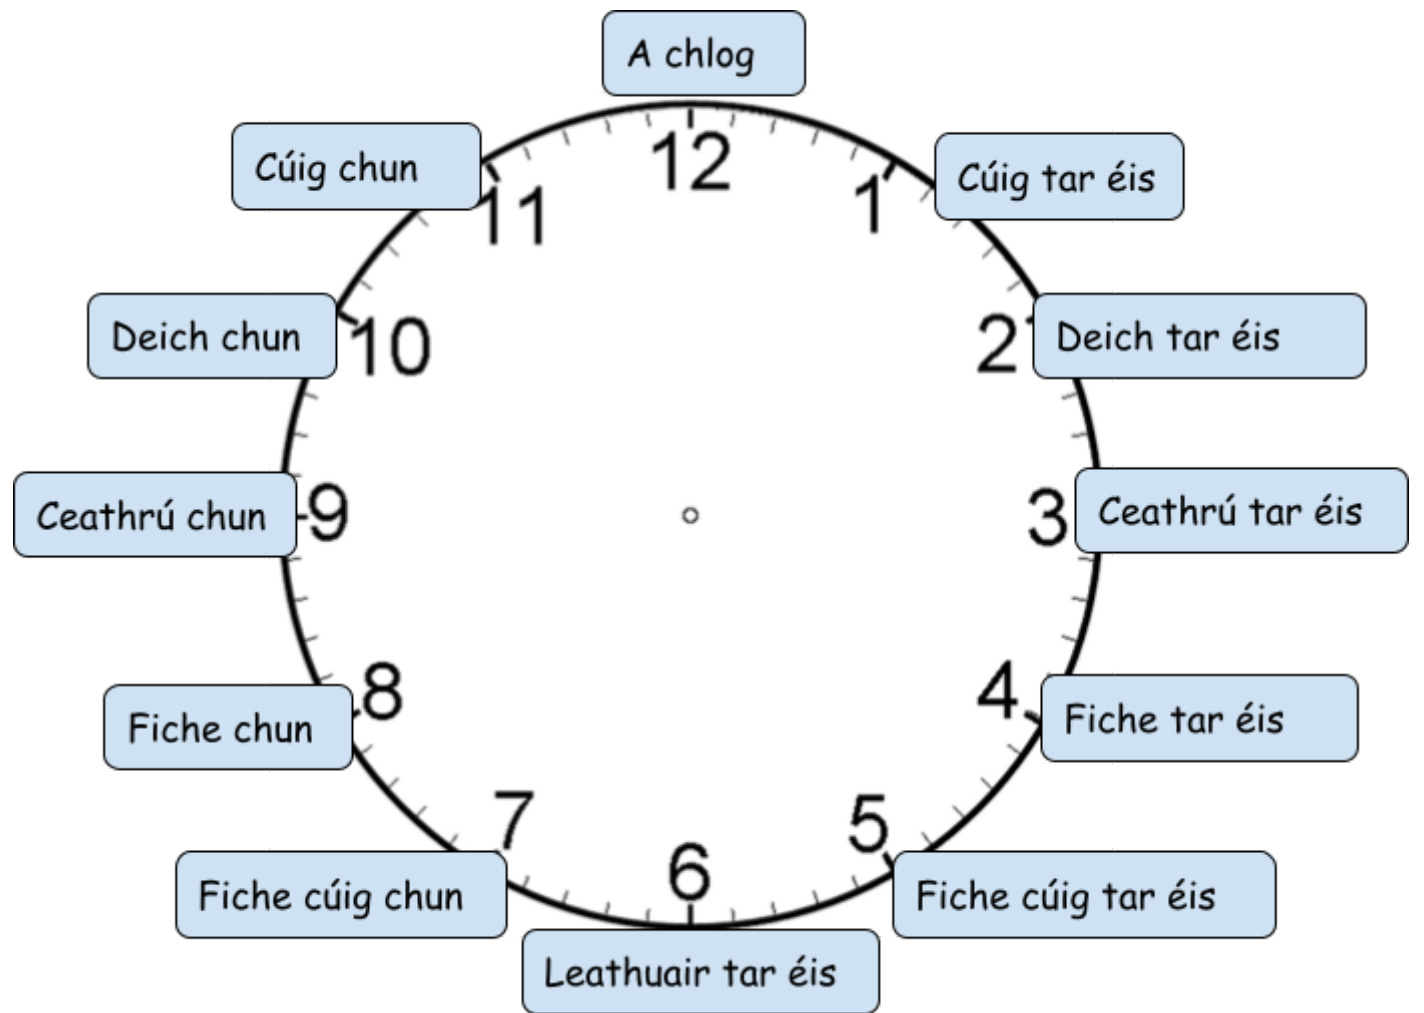 A chlog
12
Cúig chun
11
1
Cúig tar éis
Deich chun
10
2
Deich tar éis
Ceathrú chun
9
3
Ceathrú tar éis
Fiche chun
8
4
Fiche tar éis
7
5
6
Fiche cúig chun
Fiche cúig tar éis
Leathuair tar éis